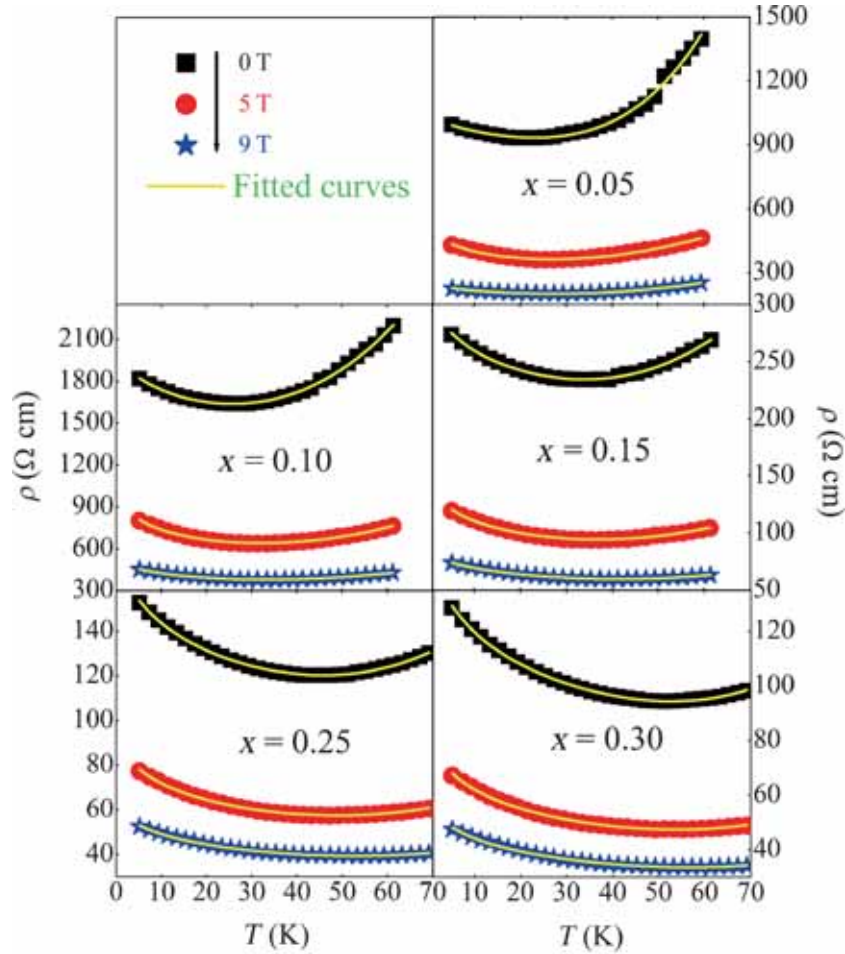 0 T
5 T
9 T
Fitted curves
1500
1200
900
600
300
x = 0.05
2100
1800
1500
1200
900
600
300
x = 0.10
300
250
200
150
100
50
x = 0.15
ρ (Ω cm)
ρ (Ω cm)
140
120
100
80
60
40
x = 0.25
120
100
80
60
40
x = 0.30
0 10 20 30 40 50 60 70 10 20 30 40 50 60 70
T (K) T (K)